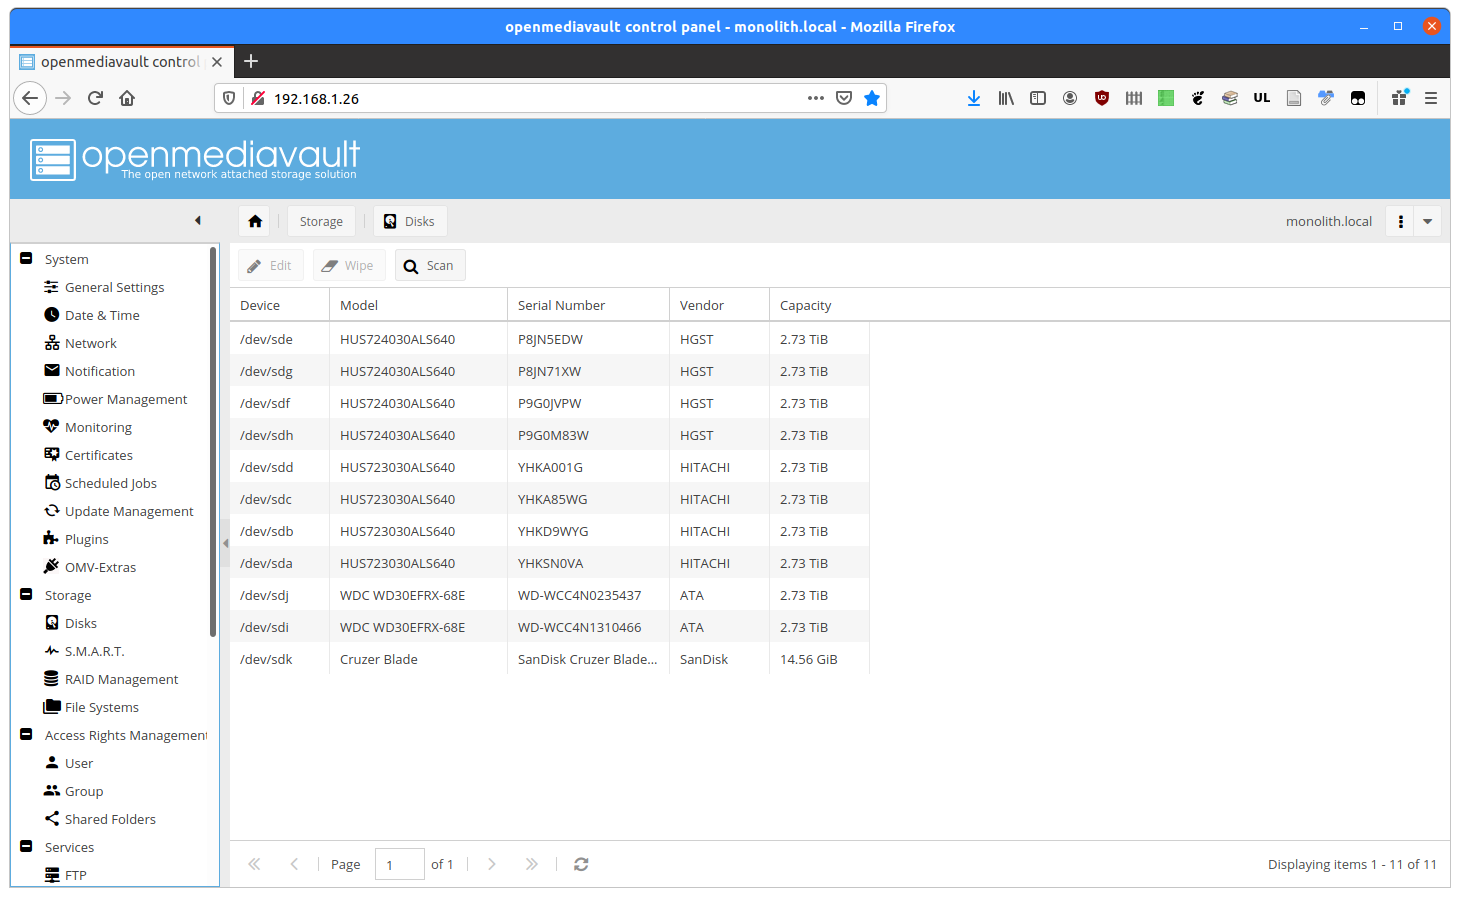 openmediavault control panel - monolith.local - Mozilla Firefox
openmediavault control
192.168.1.26
UL
openmediavault
The open network attached storage solution
Storage
Disks
monolith.local
Edit
Wipe
Scan
System
General Settings
Date & Time
Network
Notification
Power Management
Monitoring
Certificates
Scheduled Jobs
Update Management
Plugins
OMV-Extras
Storage
Disks
S.M.A.R.T.
RAID Management
File Systems
Access Rights Management
User
Group
Shared Folders
Services
FTP
Device Model Serial Number Vendor Capacity
/dev/sde HUS724030ALS640 P8JN5EDW HGST 2.73 TiB
/dev/sdg HUS724030ALS640 P8JN71XW HGST 2.73 TiB
/dev/sdf HUS724030ALS640 P9G0JVPW HGST 2.73 TiB
/dev/sdh HUS724030ALS640 P9G0M83W HGST 2.73 TiB
/dev/sdd HUS723030ALS640 YHKA001G HITACHI 2.73 TiB
/dev/sdc HUS723030ALS640 YHKA85WG HITACHI 2.73 TiB
/dev/sdb HUS723030ALS640 YHKD9WYG HITACHI 2.73 TiB
/dev/sda HUS723030ALS640 YHKSN0VA HITACHI 2.73 TiB
/dev/sdj WDC WD30EFRX-68E WD-WCC4N0235437 ATA 2.73 TiB
/dev/sdi WDC WD30EFRX-68E WD-WCC4N1310466 ATA 2.73 TiB
/dev/sdk Cruzer Blade SanDisk Cruzer Blade... SanDisk 14.56 GiB
Page 1 of 1
Displaying items 1 - 11 of 11